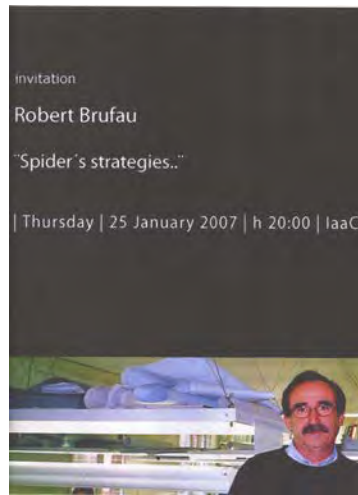 invitation
Robert Brufau
¨Spider´s strategies..¨
| Thursday | 25 January 2007 | h 20:00 | IaaC